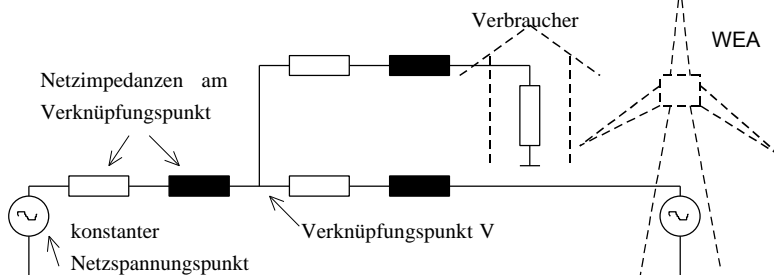 Verbraucher
WEA
Netzimpedanzen am
Verknüpfungspunkt
Verknüpfungspunkt V
konstanter
Netzspannungspunkt